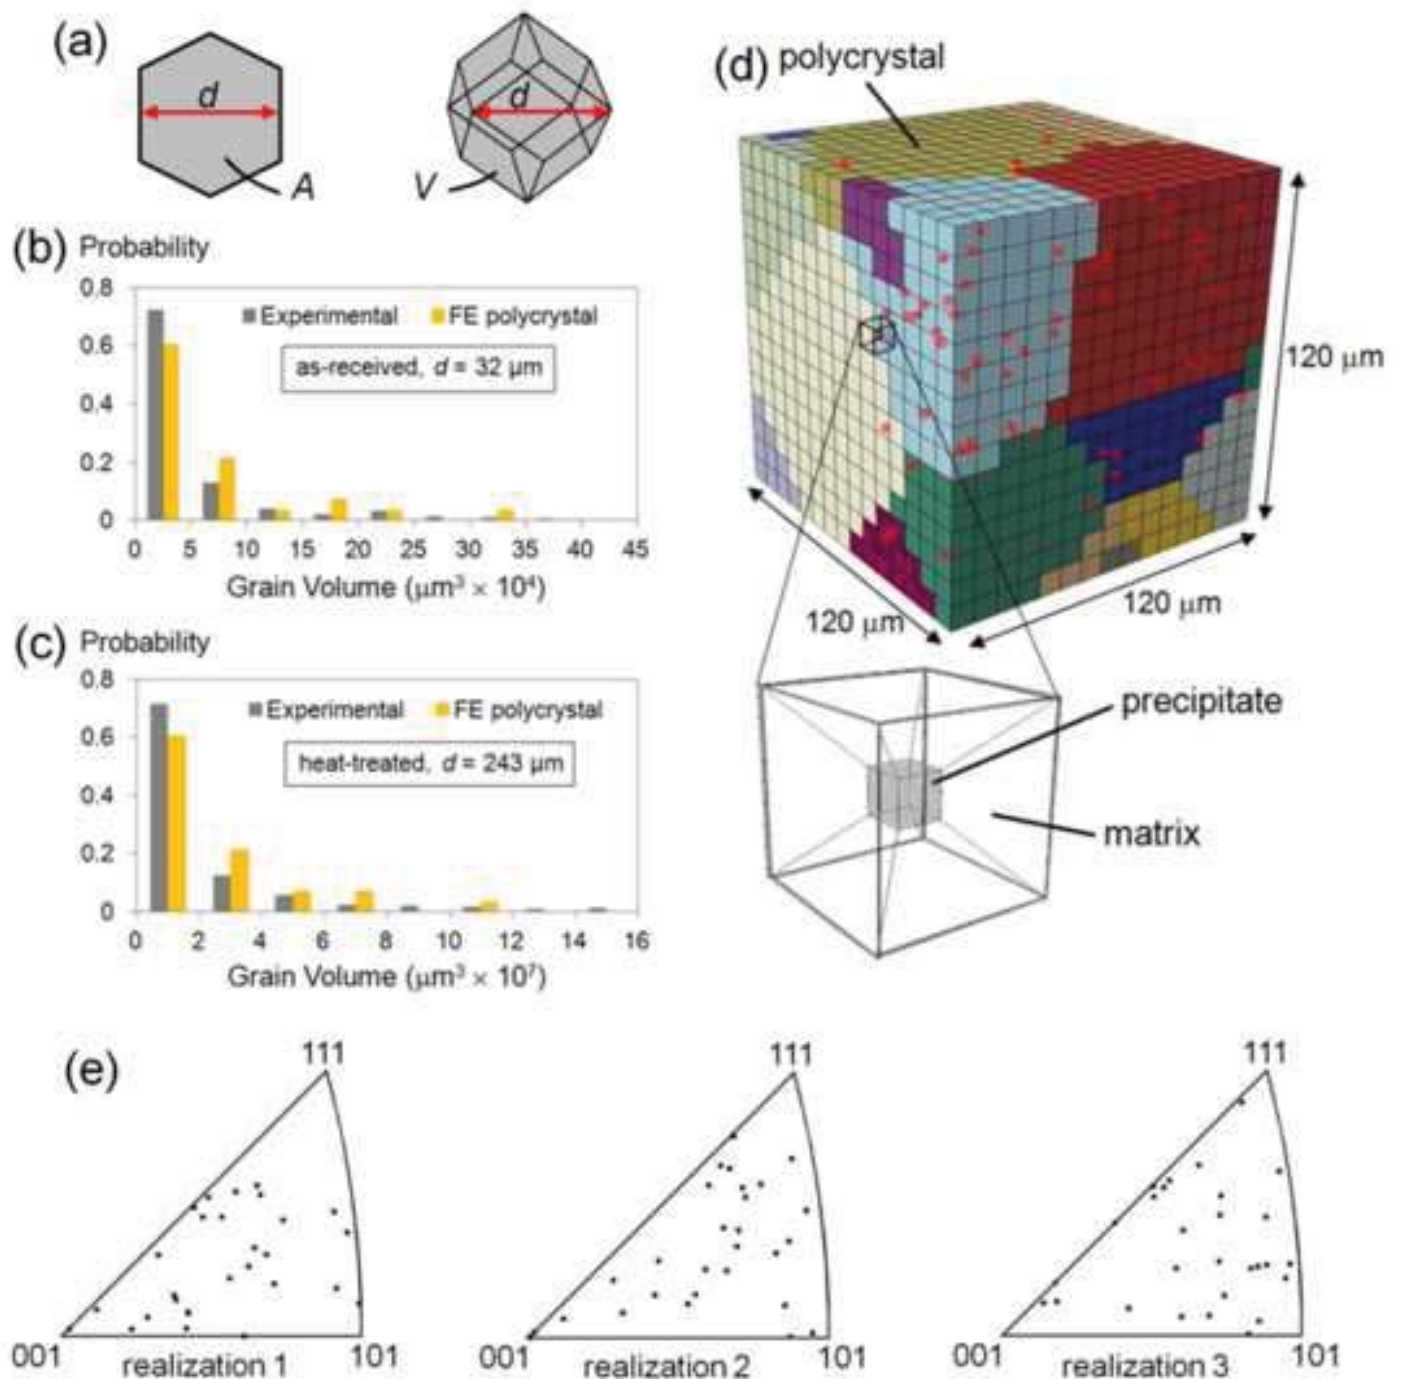 (a)
d
A
d
V
(b) Probability
0.8
0.6
0.4
0.2
0
Experimental FE polycrystal
as-received, d = 32 μm
0 5 10 15 20 25 30 35 40 45
Grain Volume (μm³ × 10⁴)
(c) Probability
0.8
0.6
0.4
0.2
0
Experimental FE polycrystal
heat-treated, d = 243 μm
0 2 4 6 8 10 12 14 16
Grain Volume (μm³ × 10⁷)
(d) polycrystal
120 μm
120 μm
120 μm
precipitate
matrix
(e)
111
001 realization 1 101
111
001 realization 2 101
111
001 realization 3 101